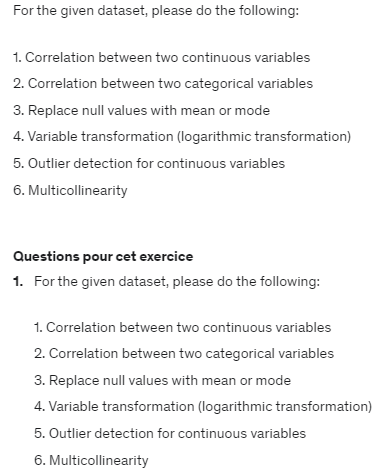 For the given dataset, please do the following:
1. Correlation between two continuous variables
2. Correlation between two categorical variables
3. Replace null values with mean or mode
4. Variable transformation (logarithmic transformation)
5. Outlier detection for continuous variables
6. Multicollinearity
Questions pour cet exercice
1. For the given dataset, please do the following:
1. Correlation between two continuous variables
2. Correlation between two categorical variables
3. Replace null values with mean or mode
4. Variable transformation (logarithmic transformation)
5. Outlier detection for continuous variables
6. Multicollinearity